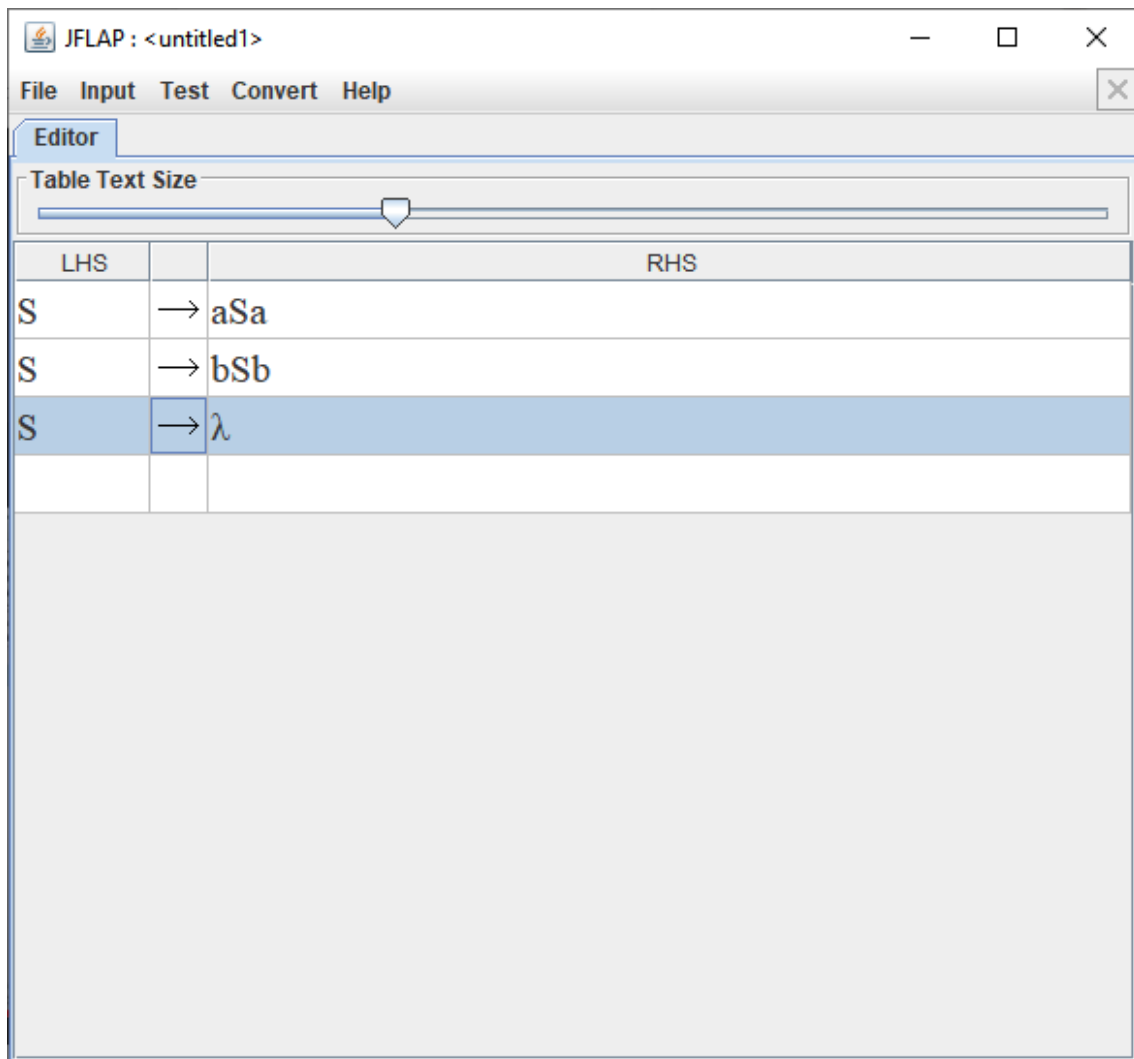 JFLAP : <untitled1>
File Input Test Convert Help
Editor
Table Text Size
LHS RHS
S → aSa
S → bSb
S → λ